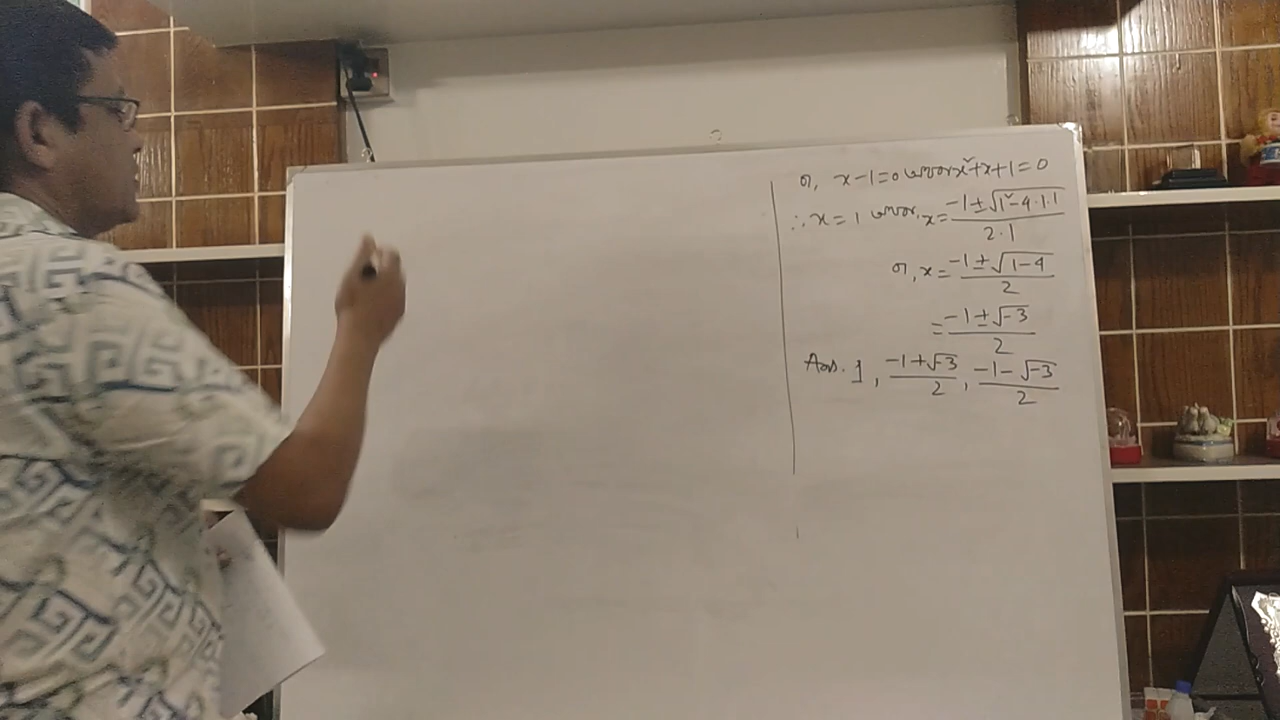 বা, x-1=0 অথবা x²+x+1=0
∴ x=1 অথবা, x= (-1±√(1²-4·1·1))/(2·1)
বা, x= (-1±√(1-4))/2
= (-1±√-3)/2
Ans. 1, (-1+√-3)/2, (-1-√-3)/2